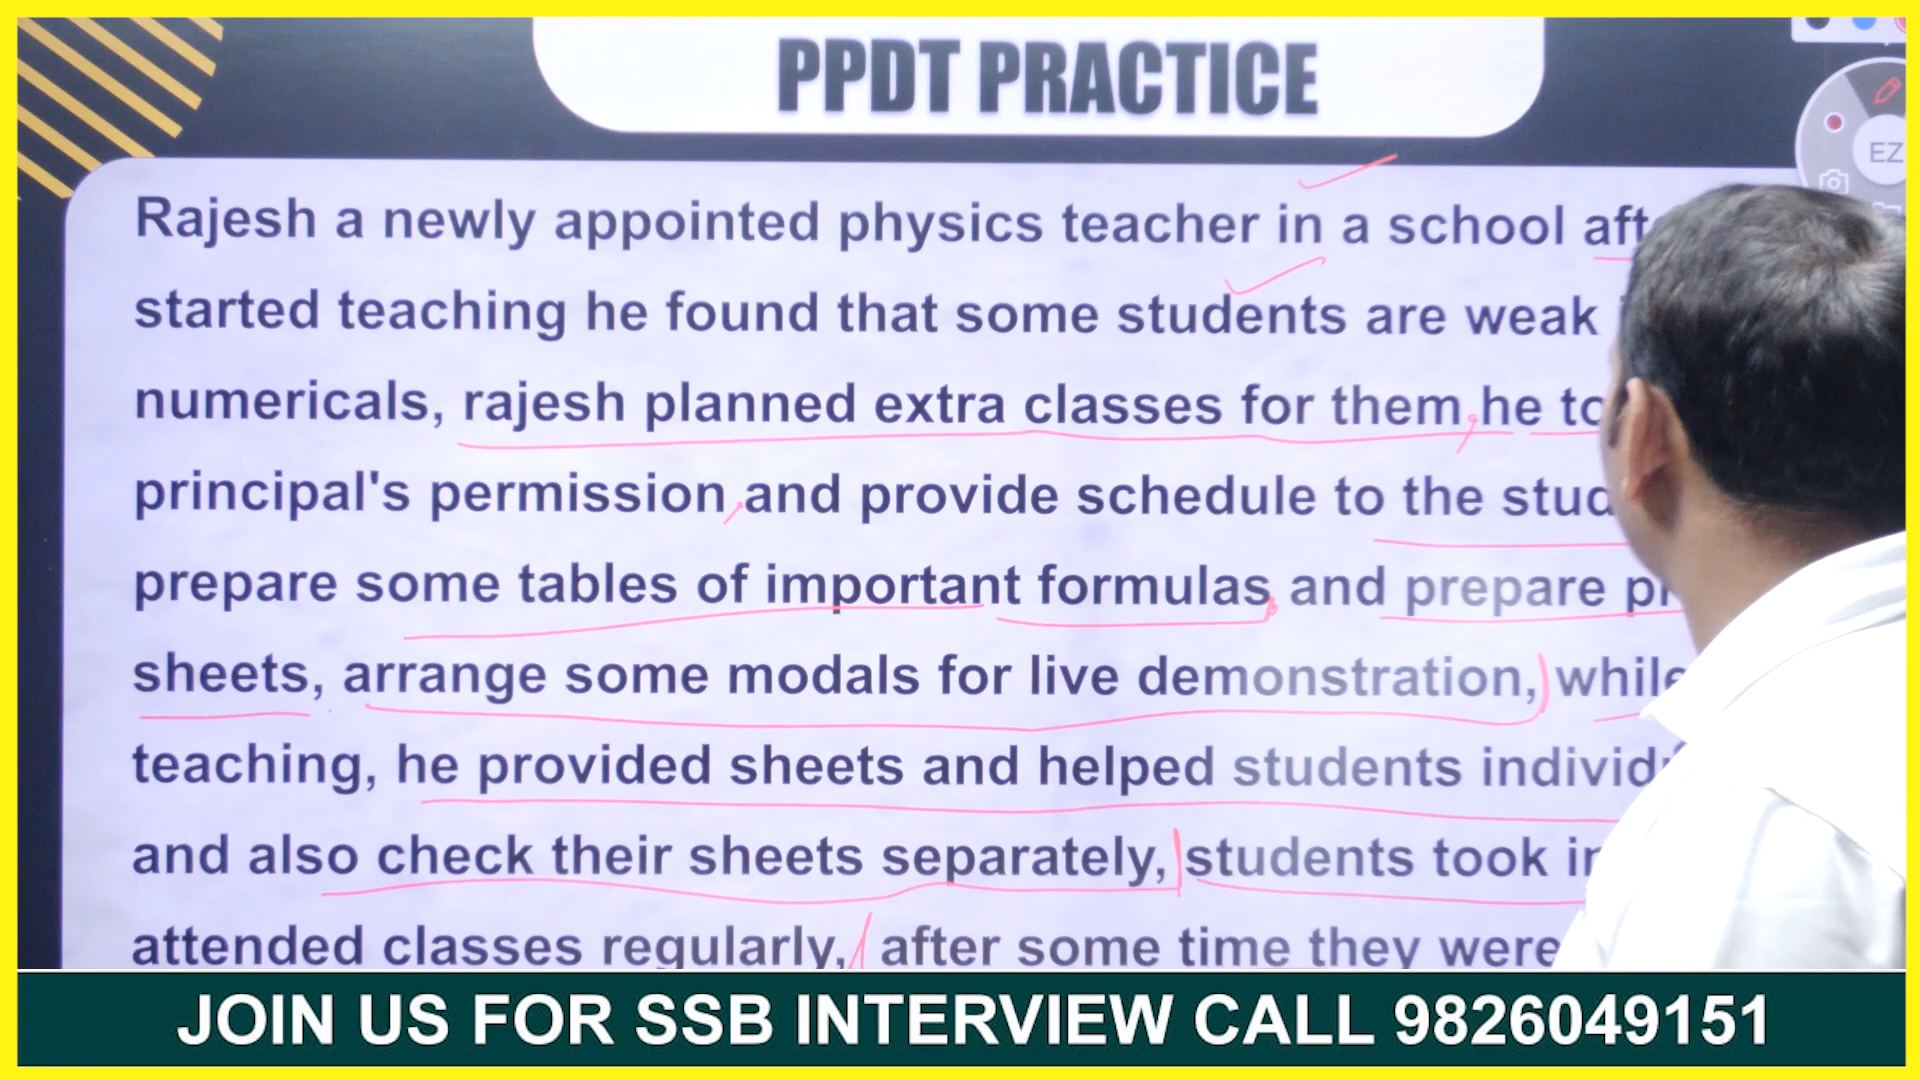 PPDT PRACTICE
EZ
Rajesh a newly appointed physics teacher in a school
started teaching he found that some students are weak
numericals, rajesh planned extra classes for them, he
principal's permission, and provide schedule to the
prepare some tables of important formulas, and prepare
sheets, arrange some modals for live demonstration, while
teaching, he provided sheets and helped students
and also check their sheets separately, students took
attended classes regularly, after some time they were
JOIN US FOR SSB INTERVIEW CALL 9826049151